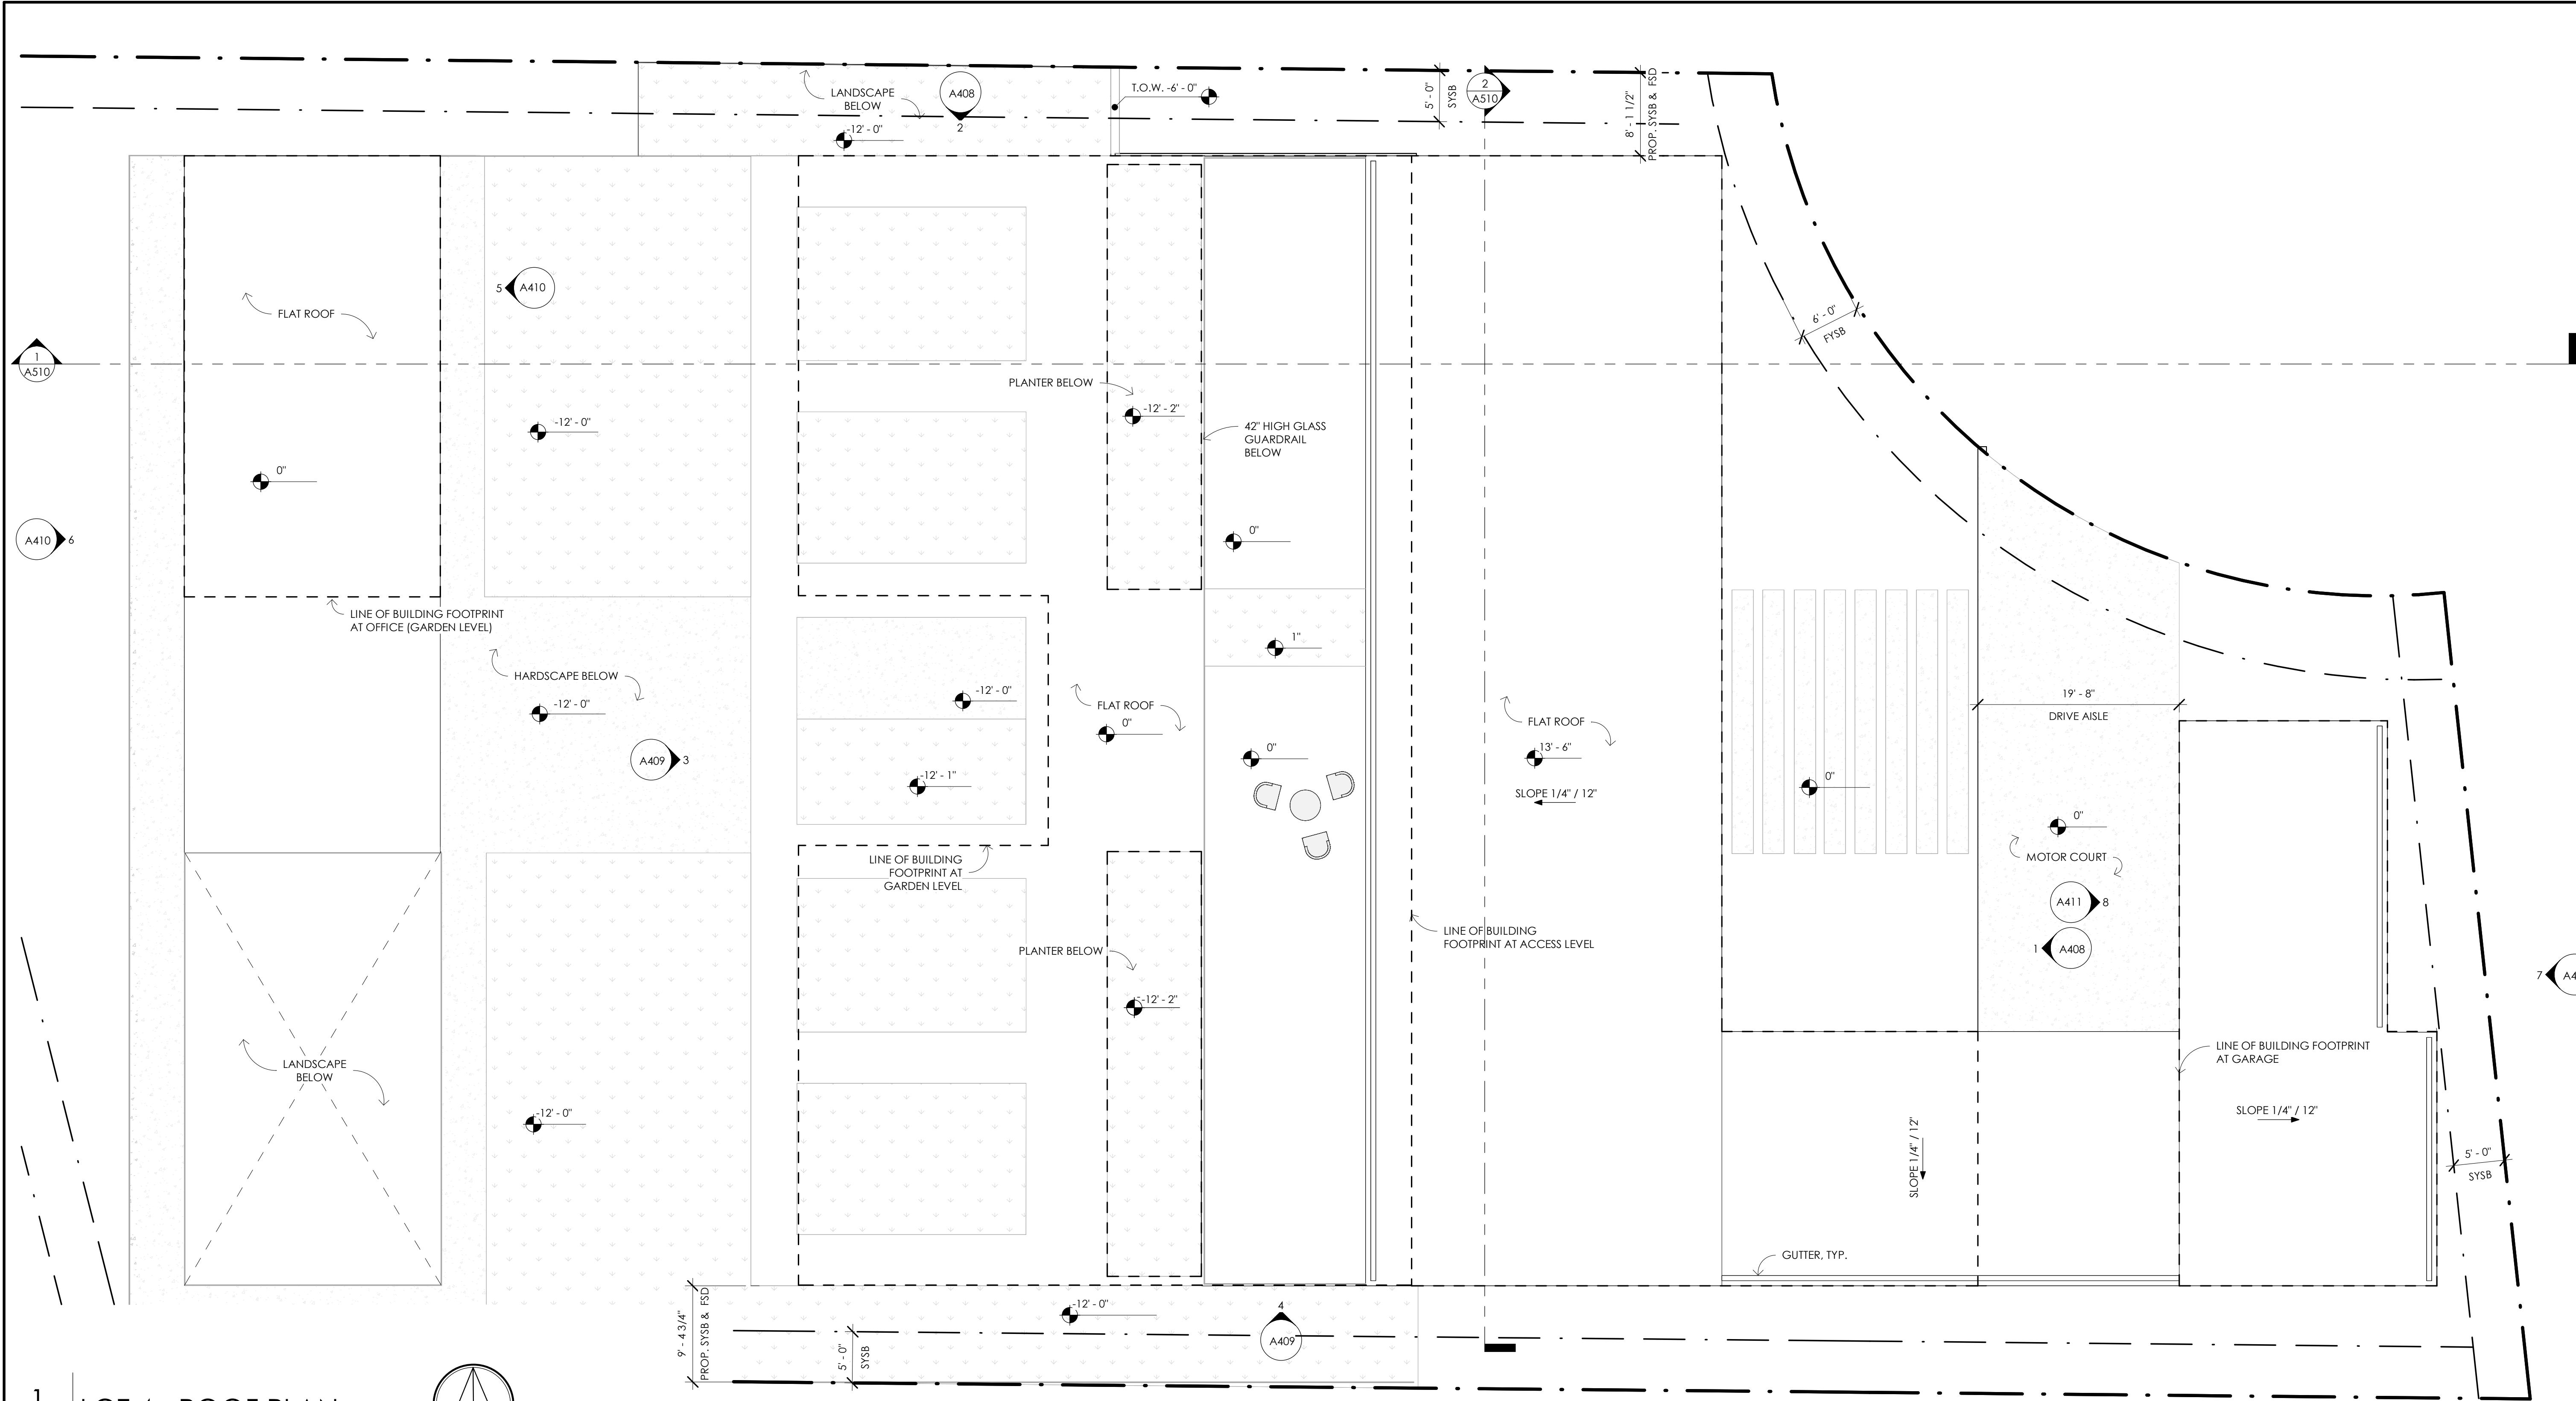 LANDSCAPE
BELOW
A408
2
-12' - 0"
T.O.W. -6' - 0"
5' - 0"
SYSB
2
A510
8' - 1 1/2"
PROP. SYSB & FSD
6' - 0"
FYSB
5
A410
FLAT ROOF
1
A510
PLANTER BELOW
-12' - 2"
-12' - 0"
42" HIGH GLASS
GUARDRAIL
BELOW
0"
A410
6
0"
LINE OF BUILDING FOOTPRINT
AT OFFICE (GARDEN LEVEL)
1"
HARDSCAPE BELOW
-12' - 0"
-12' - 0"
FLAT ROOF
0"
FLAT ROOF
19' - 8"
DRIVE AISLE
A409
3
-12' - 1"
0"
13' - 6"
SLOPE 1/4" / 12"
0"
0"
MOTOR COURT
LINE OF BUILDING
FOOTPRINT AT
GARDEN LEVEL
A411
8
1
A408
LINE OF BUILDING
FOOTPRINT AT ACCESS LEVEL
PLANTER BELOW
-12' - 2"
7
LANDSCAPE
BELOW
LINE OF BUILDING FOOTPRINT
AT GARAGE
-12' - 0"
SLOPE 1/4" / 12"
SLOPE 1/4" / 12"
5' - 0"
SYSB
GUTTER, TYP.
-12' - 0"
9' - 4 3/4"
PROP. SYSB & FSD
5' - 0"
SYSB
4
A409
1